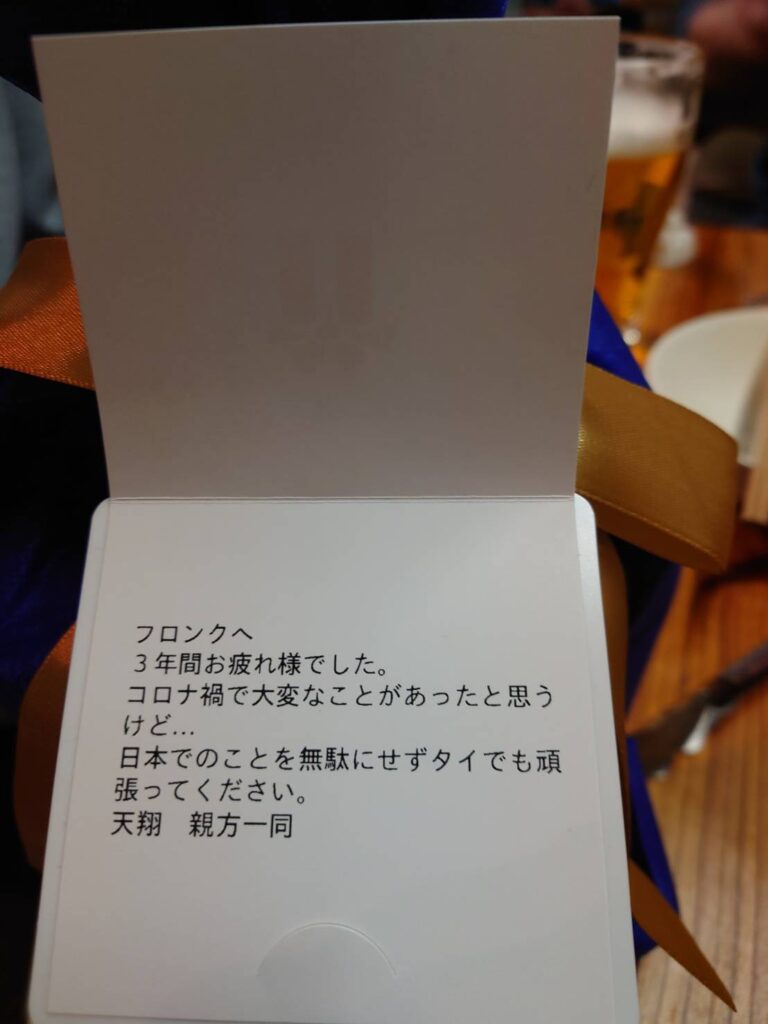 フロンクへ
３年間お疲れ様でした。
コロナ禍で大変なことがあったと思う
けど...
日本でのことを無駄にせずタイでも頑
張ってください。
天翔　親方一同